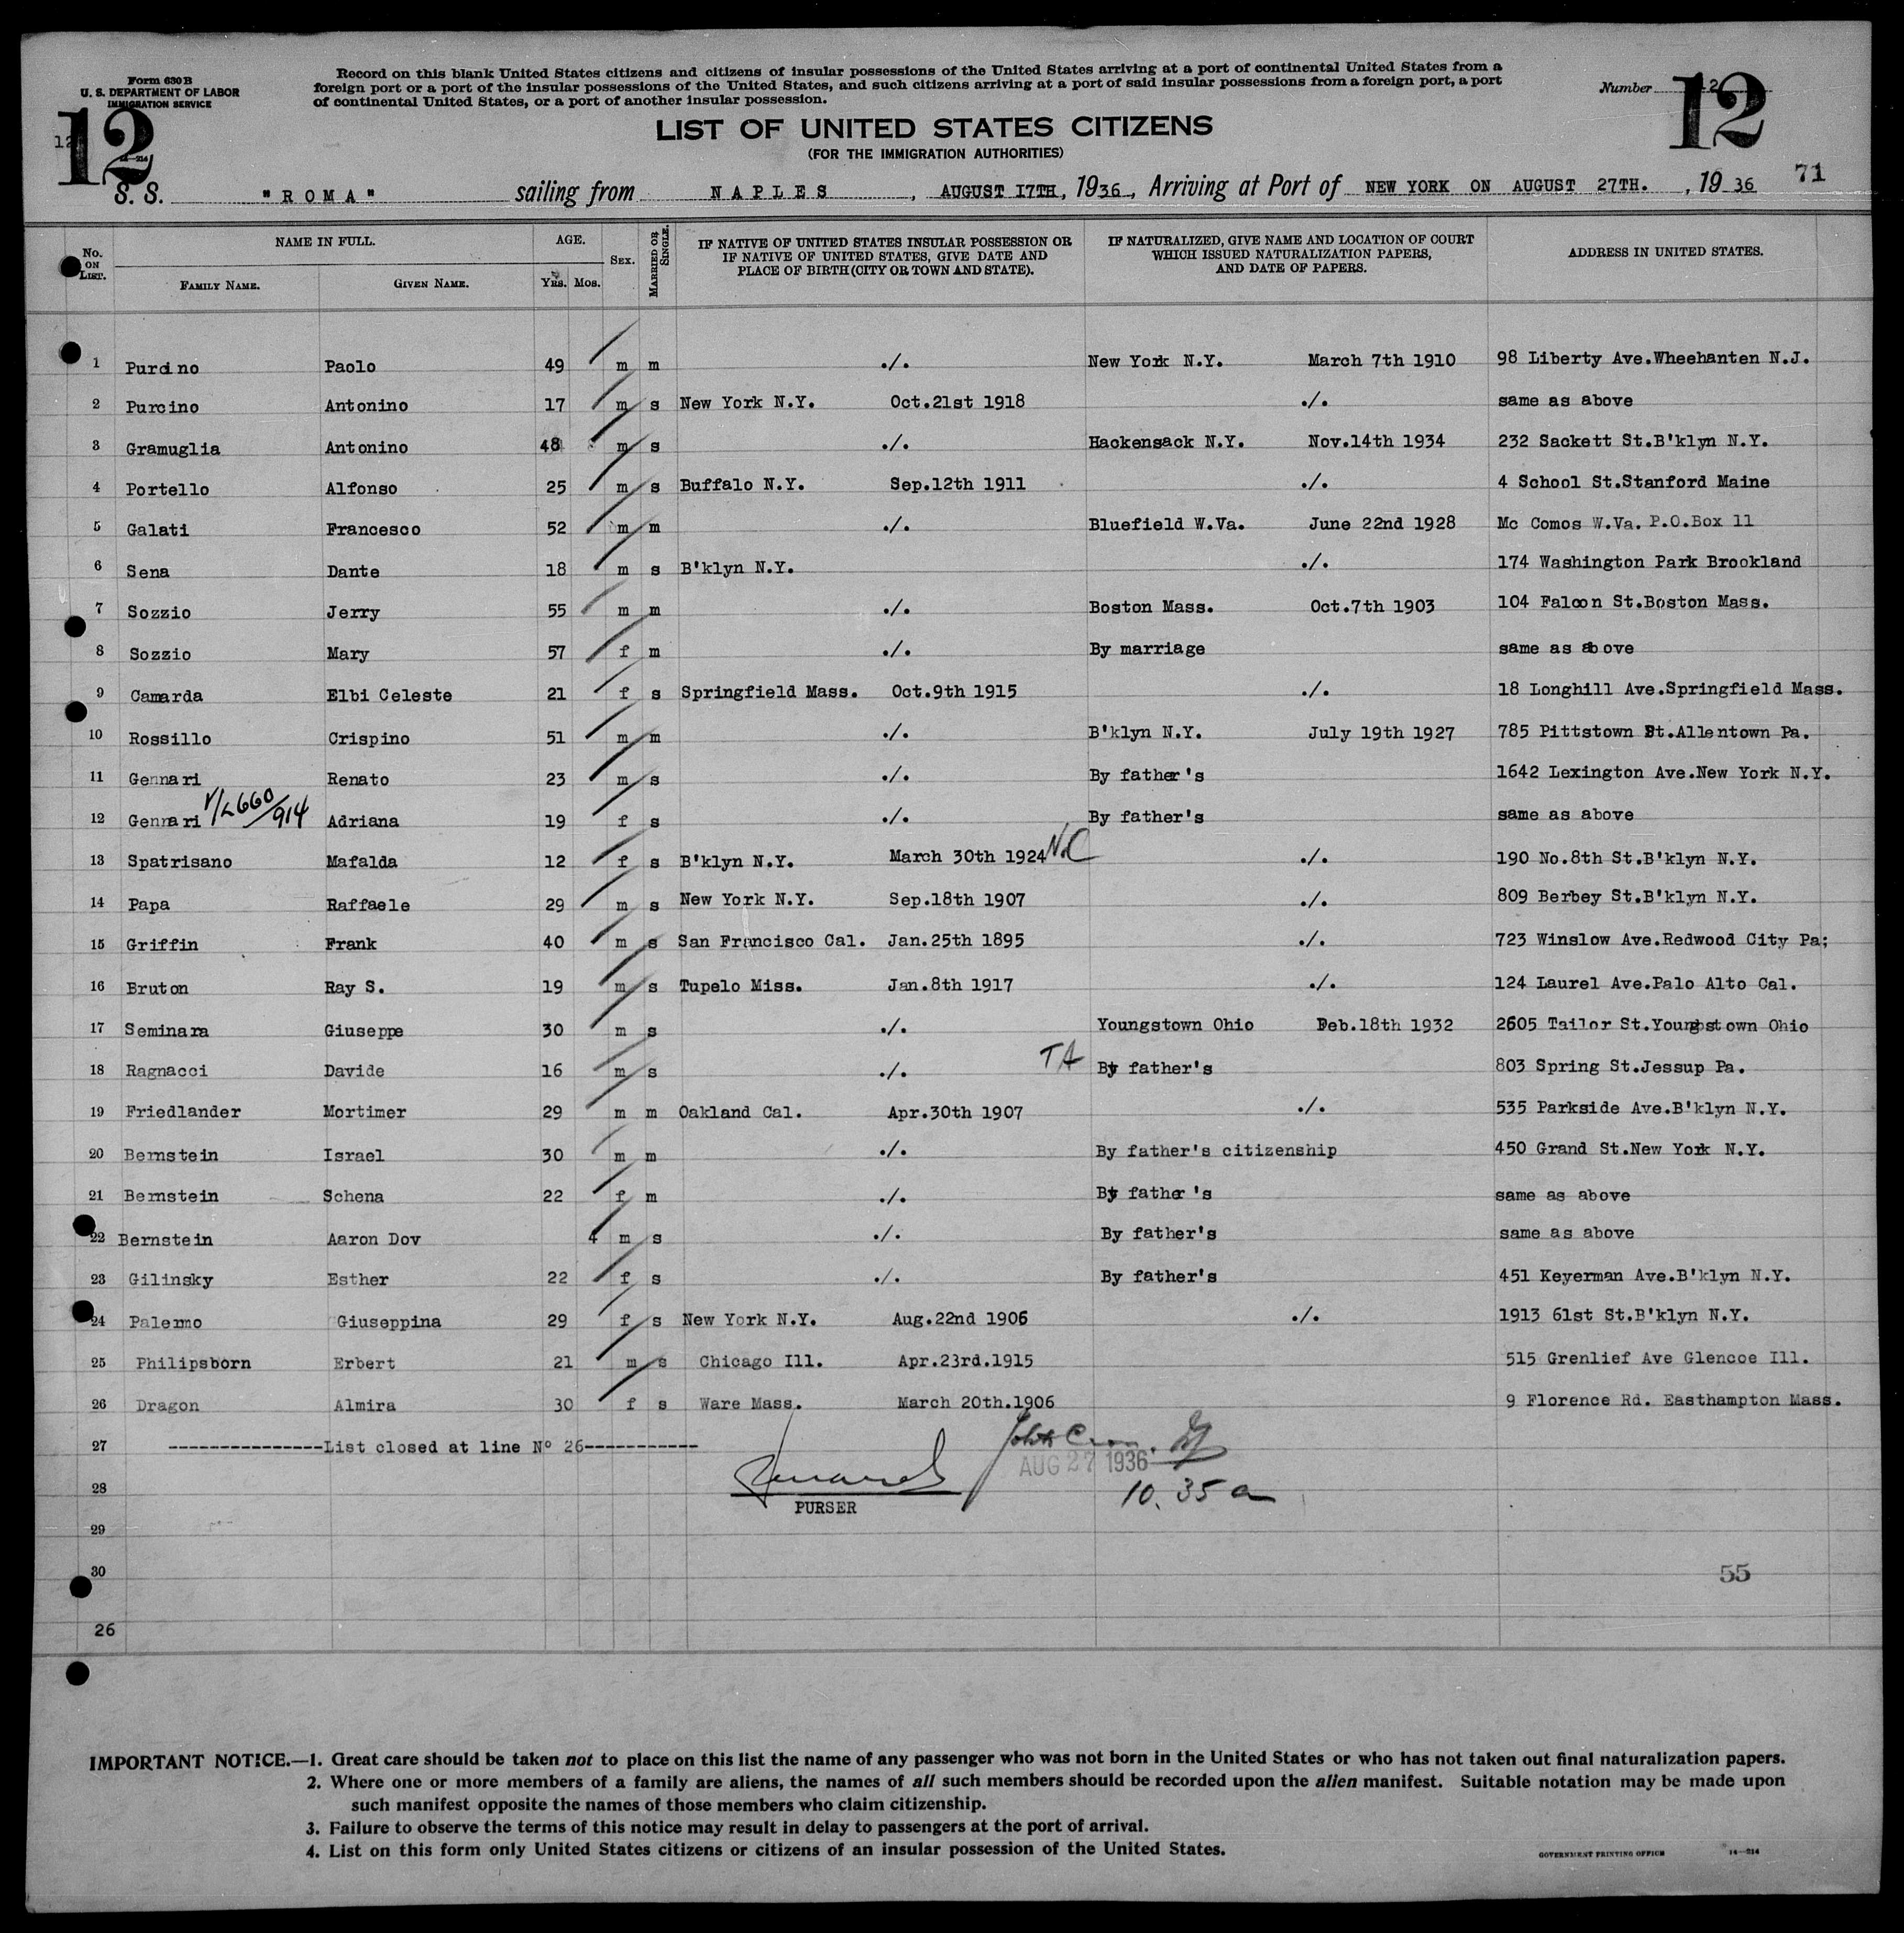 Form 630 B
U. S. DEPARTMENT OF LABOR
IMMIGRATION SERVICE
Record on this blank United States citizens and citizens of insular possessions of the United States arriving at a port of continental United States from a
foreign port or a port of the insular possessions of the United States, and such citizens arriving at a port of said insular possessions from a foreign port, a port
of continental United States, or a port of another insular possession.
Number 12
12
12
12
14—214
LIST OF UNITED STATES CITIZENS
(FOR THE IMMIGRATION AUTHORITIES)
S. S. "ROMA" sailing from NAPLES, AUGUST 17TH, 1936, Arriving at Port of NEW YORK ON AUGUST 27TH., 1936 71
No. ON LIST. NAME IN FULL. AGE. SEX. MARRIED OR SINGLE. IF NATIVE OF UNITED STATES INSULAR POSSESSION OR IF NATIVE OF UNITED STATES, GIVE DATE AND PLACE OF BIRTH (CITY OR TOWN AND STATE). IF NATURALIZED, GIVE NAME AND LOCATION OF COURT WHICH ISSUED NATURALIZATION PAPERS, AND DATE OF PAPERS. ADDRESS IN UNITED STATES.
FAMILY NAME. GIVEN NAME. YRS. MOS.
1 Purcino Paolo 49 m m ./. New York N.Y. March 7th 1910 98 Liberty Ave.Wheehanten N.J.
2 Purcino Antonino 17 m s New York N.Y. Oct.21st 1918 ./. same as above
3 Gramuglia Antonino 48 m s ./. Hackensack N.Y. Nov.14th 1934 232 Sackett St.B'klyn N.Y.
4 Portello Alfonso 25 m s Buffalo N.Y. Sep.12th 1911 ./. 4 School St.Stanford Maine
5 Galati Francesco 52 m m ./. Bluefield W.Va. June 22nd 1928 Mc Comos W.Va. P.O.Box 11
6 Sena Dante 18 m s B'klyn N.Y. ./. 174 Washington Park Brookland
7 Sozzio Jerry 55 m m ./. Boston Mass. Oct.7th 1903 104 Falcon St.Boston Mass.
8 Sozzio Mary 57 f m ./. By marriage same as above
9 Camarda Elbi Celeste 21 f s Springfield Mass. Oct.9th 1915 ./. 18 Longhill Ave.Springfield Mass.
10 Rossillo Crispino 51 m m ./. B'klyn N.Y. July 19th 1927 785 Pittstown St.Allentown Pa.
11 Gennari Renato 23 m s ./. By father's 1642 Lexington Ave.New York N.Y.
12 Gennari V/L 660/914 Adriana 19 f s ./. By father's same as above
13 Spatrisano Mafalda 12 f s B'klyn N.Y. March 30th 1924 NC ./. 190 No.8th St.B'klyn N.Y.
14 Papa Raffaele 29 m s New York N.Y. Sep.18th 1907 ./. 809 Berbey St.B'klyn N.Y.
15 Griffin Frank 40 m s San Francisco Cal. Jan.25th 1895 ./. 723 Winslow Ave.Redwood City Pa;
16 Bruton Ray S. 19 m s Tupelo Miss. Jan.8th 1917 ./. 124 Laurel Ave.Palo Alto Cal.
17 Seminara Giuseppe 30 m s ./. Youngstown Ohio Feb.18th 1932 2605 Tailor St.Youngstown Ohio
18 Ragnacci Davide 16 m s ./. TA By father's 803 Spring St.Jessup Pa.
19 Friedlander Mortimer 29 m m Oakland Cal. Apr.30th 1907 ./. 535 Parkside Ave.B'klyn N.Y.
20 Bernstein Israel 30 m m ./. By father's citizenship 450 Grand St.New York N.Y.
21 Bernstein Schena 22 f m ./. By father's same as above
22 Bernstein Aaron Dov 4 m s ./. By father's same as above
23 Gilinsky Esther 22 f s ./. By father's 451 Keyerman Ave.B'klyn N.Y.
24 Palermo Giuseppina 29 f s New York N.Y. Aug.22nd 1906 ./. 1913 61st St.B'klyn N.Y.
25 Philipsborn Erbert 21 m s Chicago Ill. Apr.23rd.1915 515 Grenlief Ave Glencoe Ill.
26 Dragon Almira 30 f s Ware Mass. March 20th.1906 9 Florence Rd. Easthampton Mass.
27 ---------------List closed at line Nº 26-----------
AUG 27 1936
28 10.35 a
PURSER
29
30
55
26
IMPORTANT NOTICE.—1. Great care should be taken not to place on this list the name of any passenger who was not born in the United States or who has not taken out final naturalization papers.
2. Where one or more members of a family are aliens, the names of all such members should be recorded upon the alien manifest. Suitable notation may be made upon
such manifest opposite the names of those members who claim citizenship.
3. Failure to observe the terms of this notice may result in delay to passengers at the port of arrival.
4. List on this form only United States citizens or citizens of an insular possession of the United States.
GOVERNMENT PRINTING OFFICE 14—214